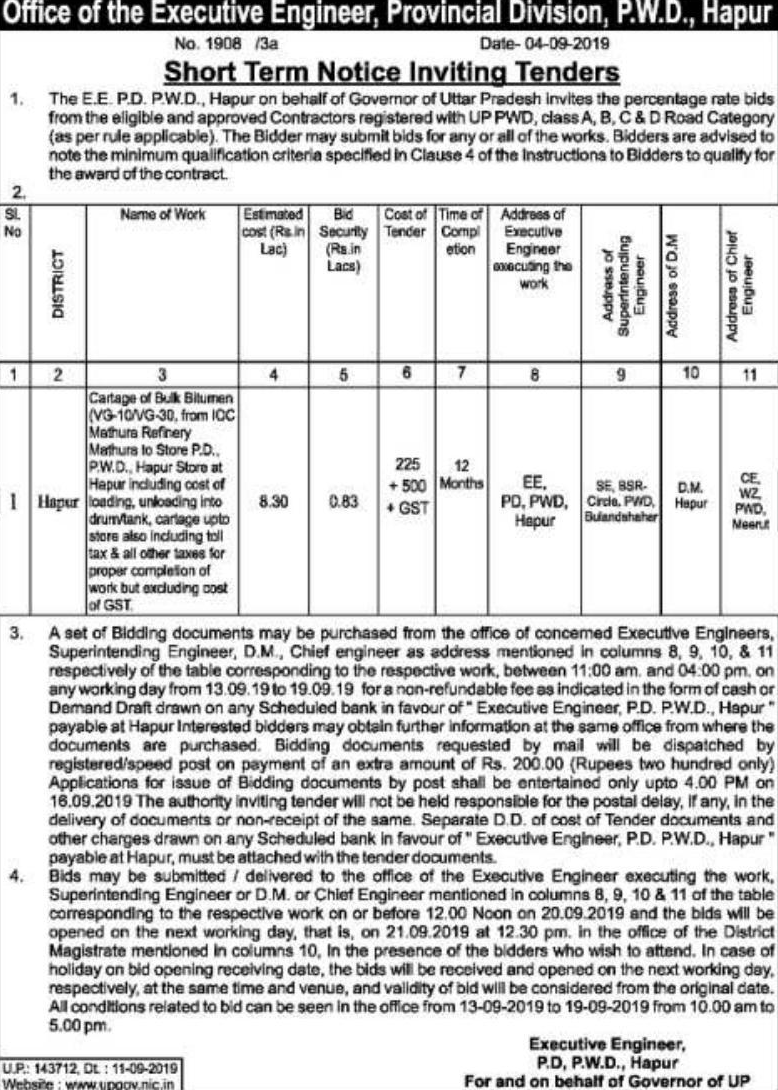 Office of the Executive Engineer, Provincial Division, P.W.D., Hapur
No. 1908 /3a Date- 04-09-2019
Short Term Notice Inviting Tenders
1. The E.E. P.D. P.W.D., Hapur on behalf of Governor of Uttar Pradesh invites the percentage rate bids
from the eligible and approved Contractors registered with UP PWD, class A, B, C & D Road Category
(as per rule applicable). The Bidder may submit bids for any or all of the works. Bidders are advised to
note the minimum qualification criteria specified in Clause 4 of the Instructions to Bidders to qualify for
the award of the contract.
2.
Sl. No
DISTRICT
Name of Work
Estimated cost (Rs.in Lac)
Bid Security (Rs.in Lacs)
Cost of Tender
Time of Compl etion
Address of Executive Engineer executing the work
Address of Superintending Engineer
Address of D.M
Address of Chief Engineer
1 2 3 4 5 6 7 8 9 10 11
1
Hapur
Cartage of Bulk Bitumen
(VG-10/VG-30, from IOC
Mathura Refinery
Mathura to Store P.D.,
P.W.D., Hapur Store at
Hapur including cost of
loading, unloading into
drum/tank, cartage upto
store also including toll
tax & all other taxes for
proper completion of
work but excluding cost
of GST.
8.30
0.83
225
+ 500
+ GST
12
Months
EE,
PD, PWD,
Hapur
SE, BSR-
Circle, PWD,
Bulandshaher
D.M.
Hapur
CE,
WZ,
PWD,
Meerut
3. A set of Bidding documents may be purchased from the office of concerned Executive Engineers,
Superintending Engineer, D.M., Chief engineer as address mentioned in columns 8, 9, 10, & 11
respectively of the table corresponding to the respective work, between 11:00 am. and 04:00 pm. on
any working day from 13.09.19 to 19.09.19 for a non-refundable fee as indicated in the form of cash or
Demand Draft drawn on any Scheduled bank in favour of " Executive Engineer, P.D. P.W.D., Hapur "
payable at Hapur Interested bidders may obtain further information at the same office from where the
documents are purchased. Bidding documents requested by mail will be dispatched by
registered/speed post on payment of an extra amount of Rs. 200.00 (Rupees two hundred only)
Applications for issue of Bidding documents by post shall be entertained only upto 4.00 PM on
16.09.2019 The authority inviting tender will not be held responsible for the postal delay, if any, in the
delivery of documents or non-receipt of the same. Separate D.D. of cost of Tender documents and
other charges drawn on any Scheduled bank in favour of " Executive Engineer, P.D. P.W.D., Hapur "
payable at Hapur, must be attached with the tender documents.
4. Bids may be submitted / delivered to the office of the Executive Engineer executing the work,
Superintending Engineer or D.M. or Chief Engineer mentioned in columns 8, 9, 10 & 11 of the table
corresponding to the respective work on or before 12.00 Noon on 20.09.2019 and the bids will be
opened on the next working day, that is, on 21.09.2019 at 12.30 pm. in the office of the District
Magistrate mentioned in columns 10, in the presence of the bidders who wish to attend. In case of
holiday on bid opening receiving date, the bids will be received and opened on the next working day,
respectively, at the same time and venue, and validity of bid will be considered from the original date.
All conditions related to bid can be seen in the office from 13-09-2019 to 19-09-2019 from 10.00 am to
5.00 pm.
Executive Engineer,
P.D, P.W.D., Hapur
For and on behalf of Governor of UP
U.P.: 143712, Dt. : 11-09-2019
Website : www.upgov.nic.in